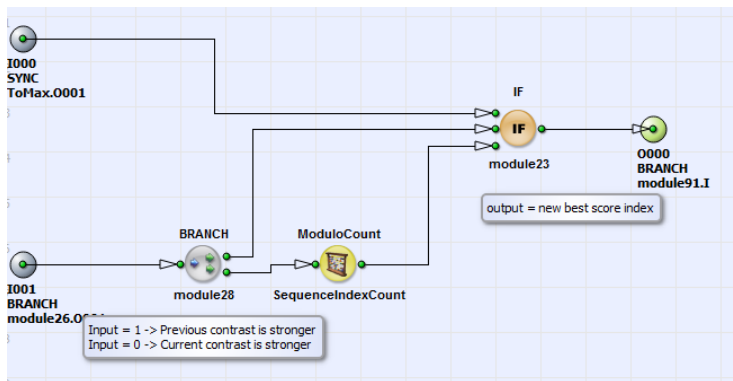 I000
SYNC
ToMax.O001
IF
IF
module23
O000
BRANCH
module91.I
output = new best score index
BRANCH
ModuloCount
I001
BRANCH
module28
SequenceIndexCount
Input = 1 -> Previous contrast is stronger
Input = 0 -> Current contrast is stronger